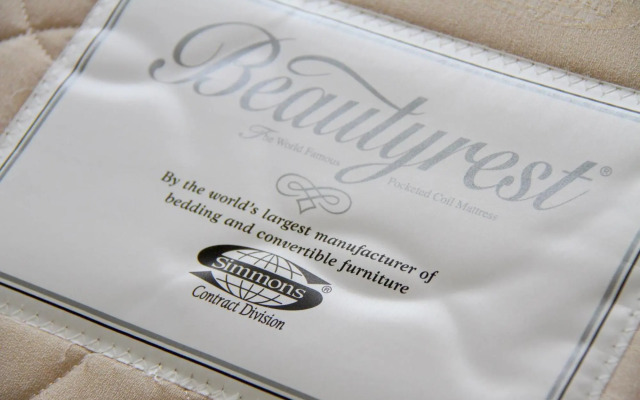 Beautyrest®
The World Famous
Pocketed Coil Mattress
By the world's largest manufacturer of
bedding and convertible furniture
Simmons®
Contract Division